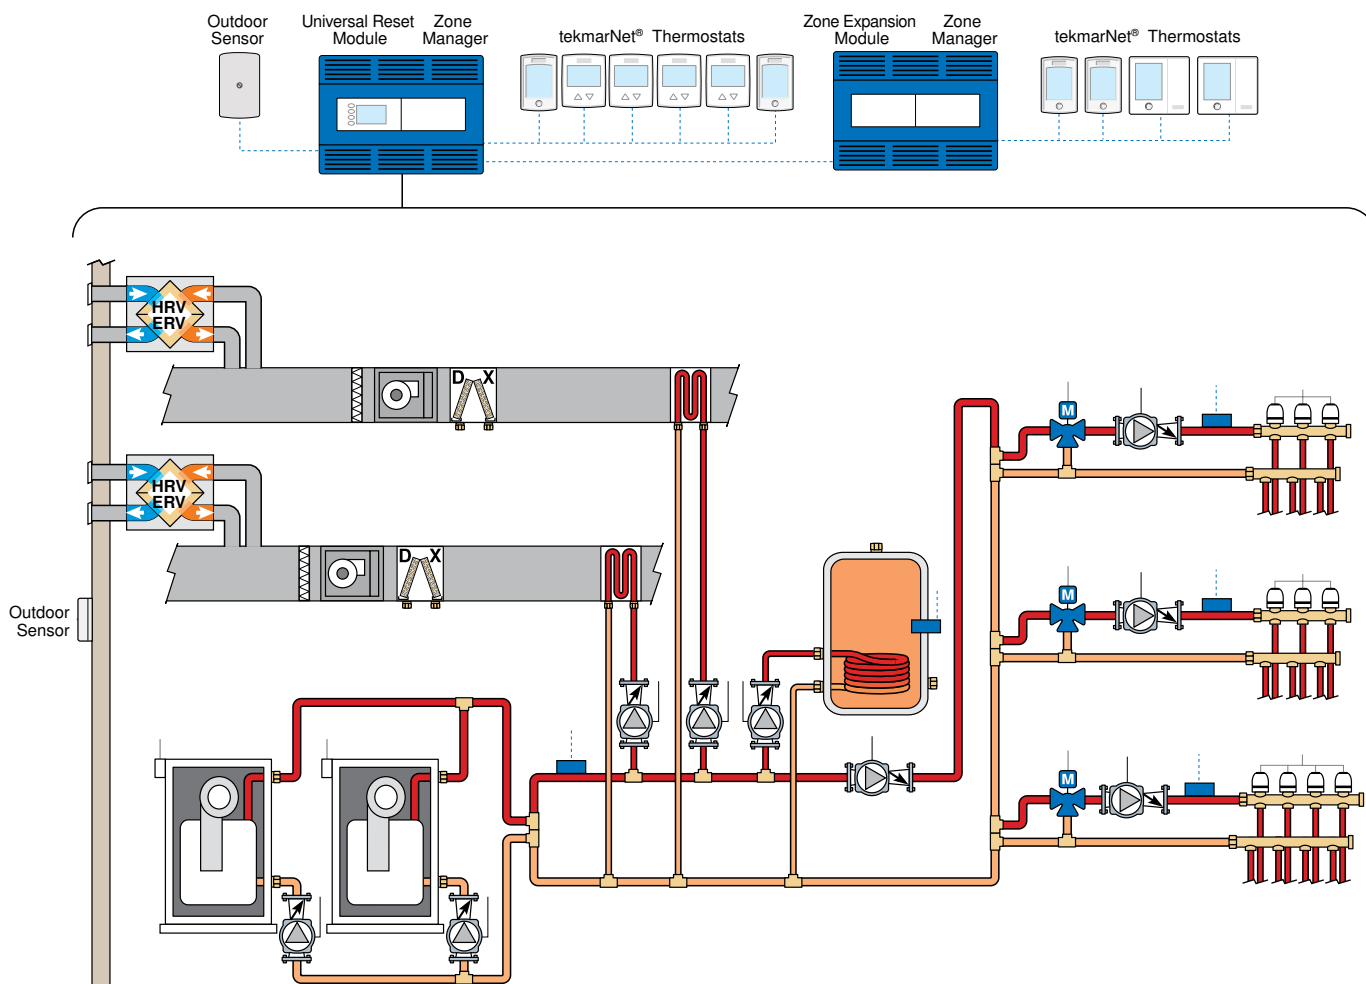 Outdoor
Sensor
Universal Reset
Module
Zone
Manager
tekmarNet® Thermostats
Zone Expansion
Module
Zone
Manager
tekmarNet® Thermostats
HRV
ERV
D X
M
HRV
ERV
D X
M
Outdoor
Sensor
M